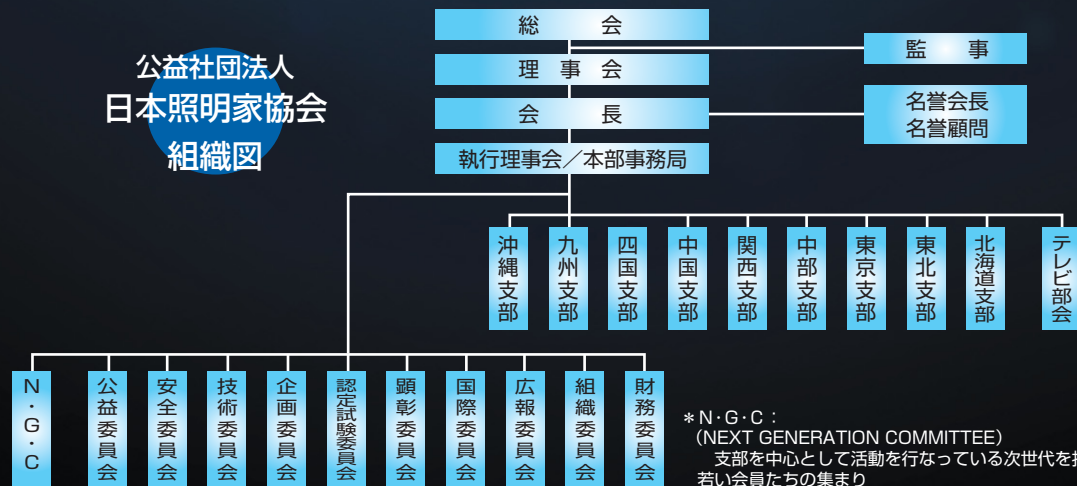 公益社団法人
日本照明家協会
組織図
総会
監事
理事会
会長
名誉会長
名誉顧問
執行理事会／本部事務局
沖縄支部
九州支部
四国支部
中国支部
関西支部
中部支部
東京支部
東北支部
北海道支部
テレビ部会
N・G・C
公益委員会
安全委員会
技術委員会
企画委員会
認定試験委員会
顕彰委員会
国際委員会
広報委員会
組織委員会
財務委員会
＊N・G・C：
(NEXT GENERATION COMMITTEE)
支部を中心として活動を行なっている次世代を
若い会員たちの集まり